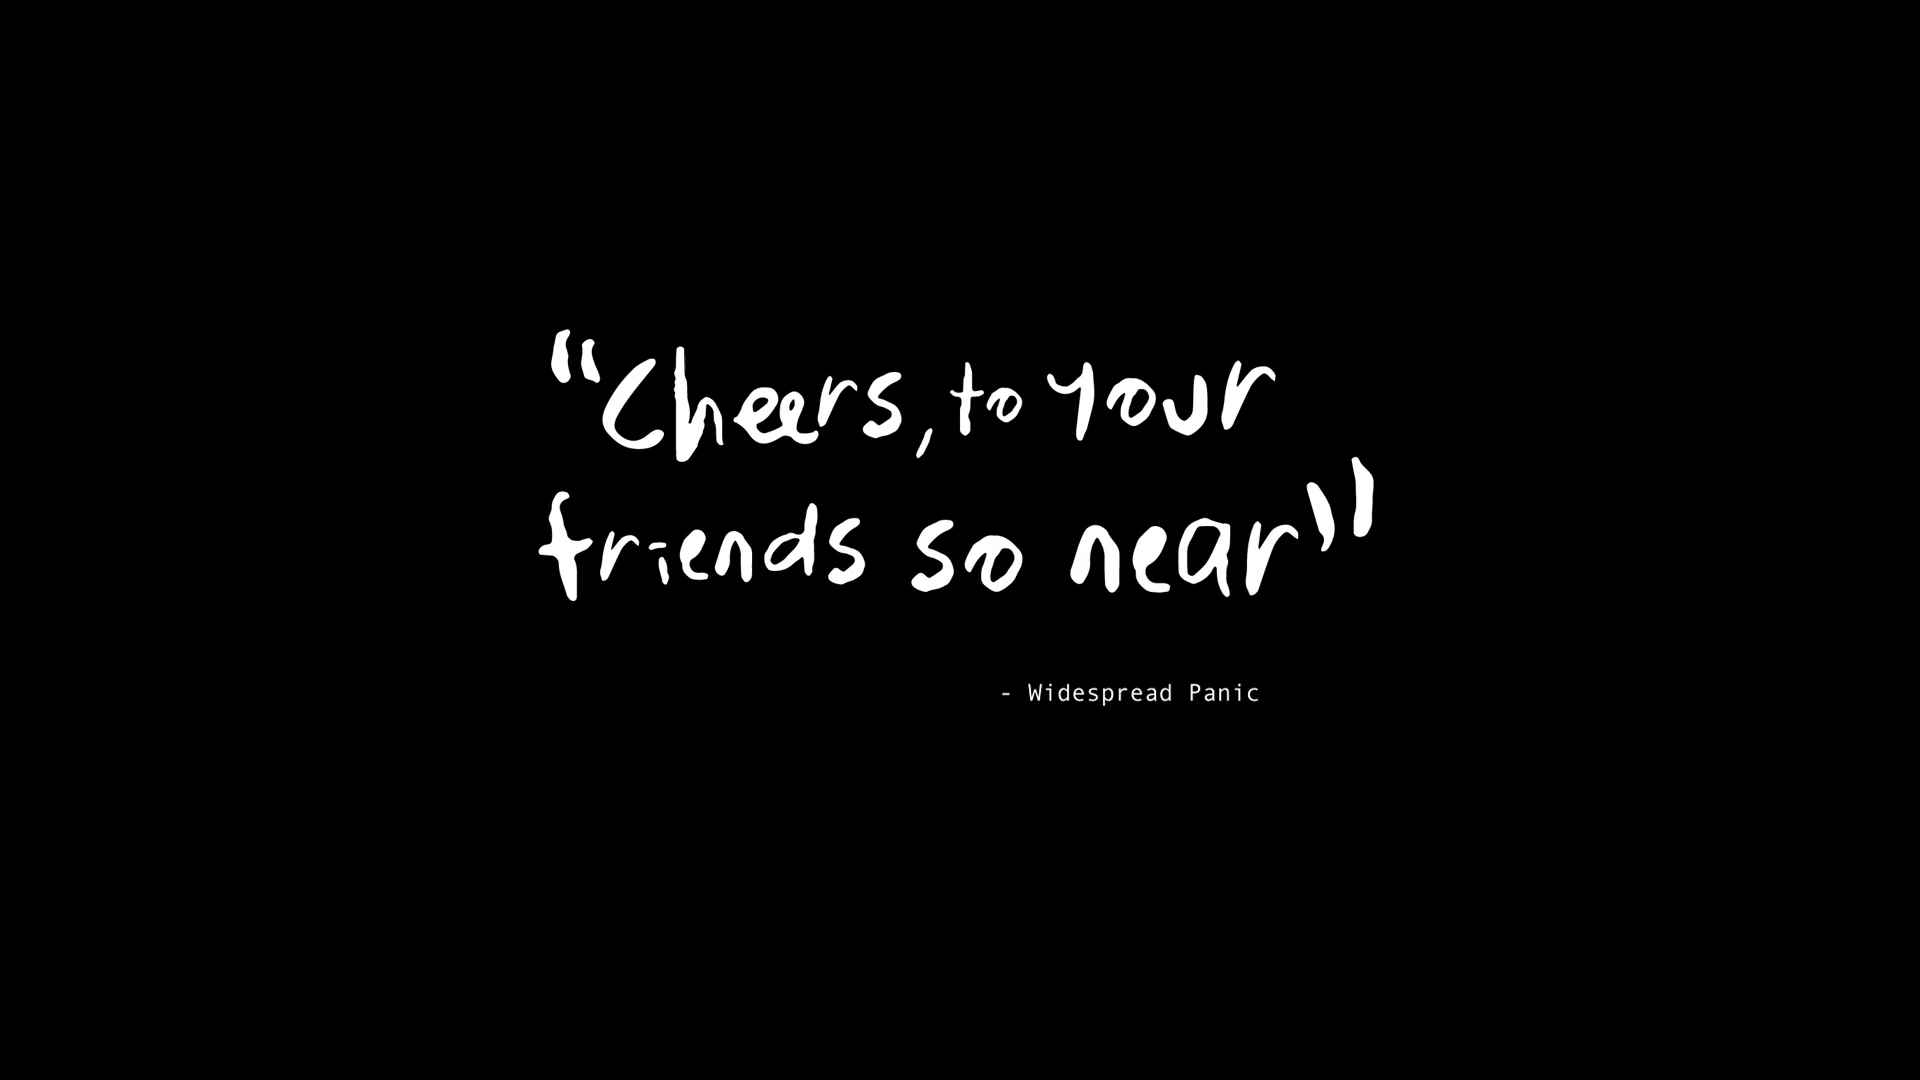 “Cheers, to your
friends so near”
- Widespread Panic